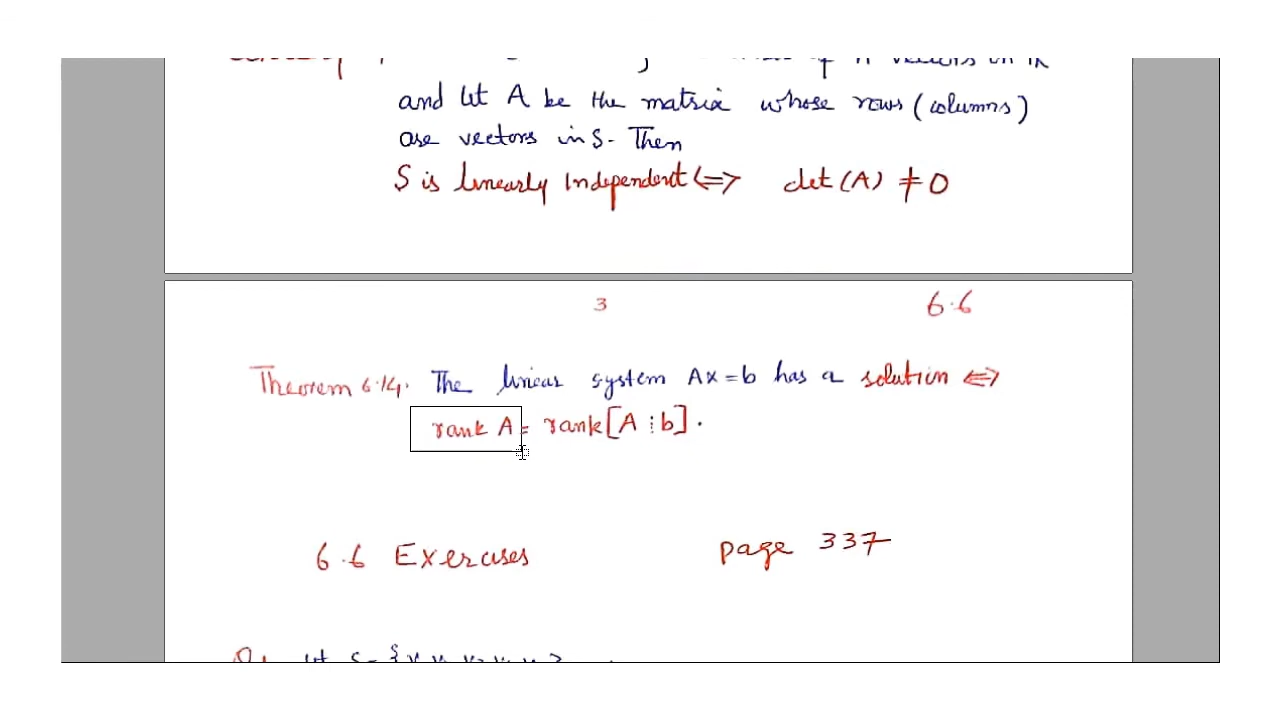 and let A be the matrix whose rows (columns)
are vectors in S. Then
S is linearly Independent <=> det (A) ≠ 0
3 6.6
Theorem 6.14. The linear system Ax = b has a solution <=>
rank A = rank [A ⋮ b].
6.6 Exercises page 337